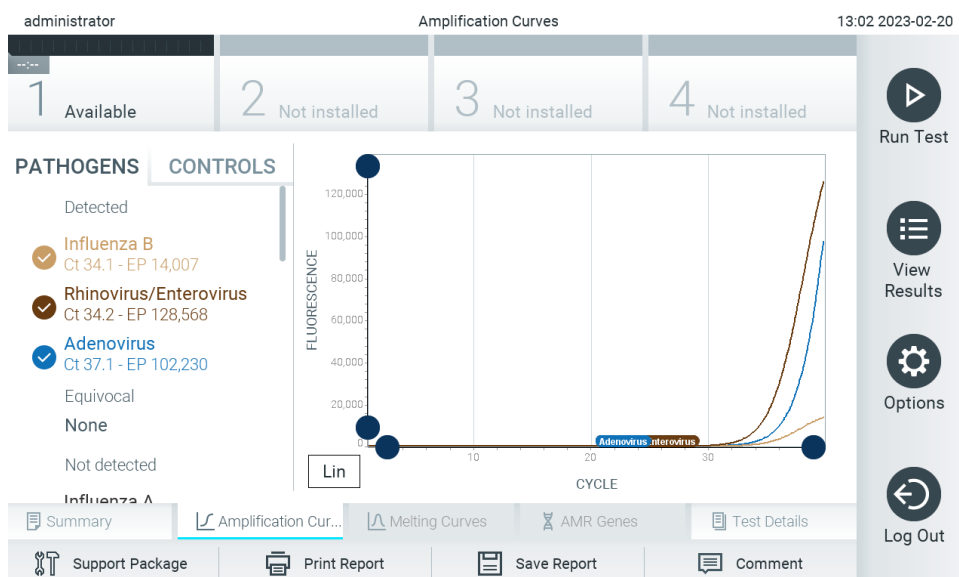 administrator
Amplification Curves
13:02 2023-02-20
--:--
1 Available
2 Not installed
3 Not installed
4 Not installed
Run Test
View
Results
Options
Log Out
PATHOGENS
CONTROLS
Detected
Influenza B
Ct 34.1 - EP 14,007
Rhinovirus/Enterovirus
Ct 34.2 - EP 128,568
Adenovirus
Ct 37.1 - EP 102,230
Equivocal
None
Not detected
Influenza A
FLUORESCENCE
120,000
100,000
80,000
60,000
40,000
20,000
0
Adenovirus
nterovirus
10
20
30
CYCLE
Lin
Summary
Amplification Cur...
Melting Curves
AMR Genes
Test Details
Support Package
Print Report
Save Report
Comment